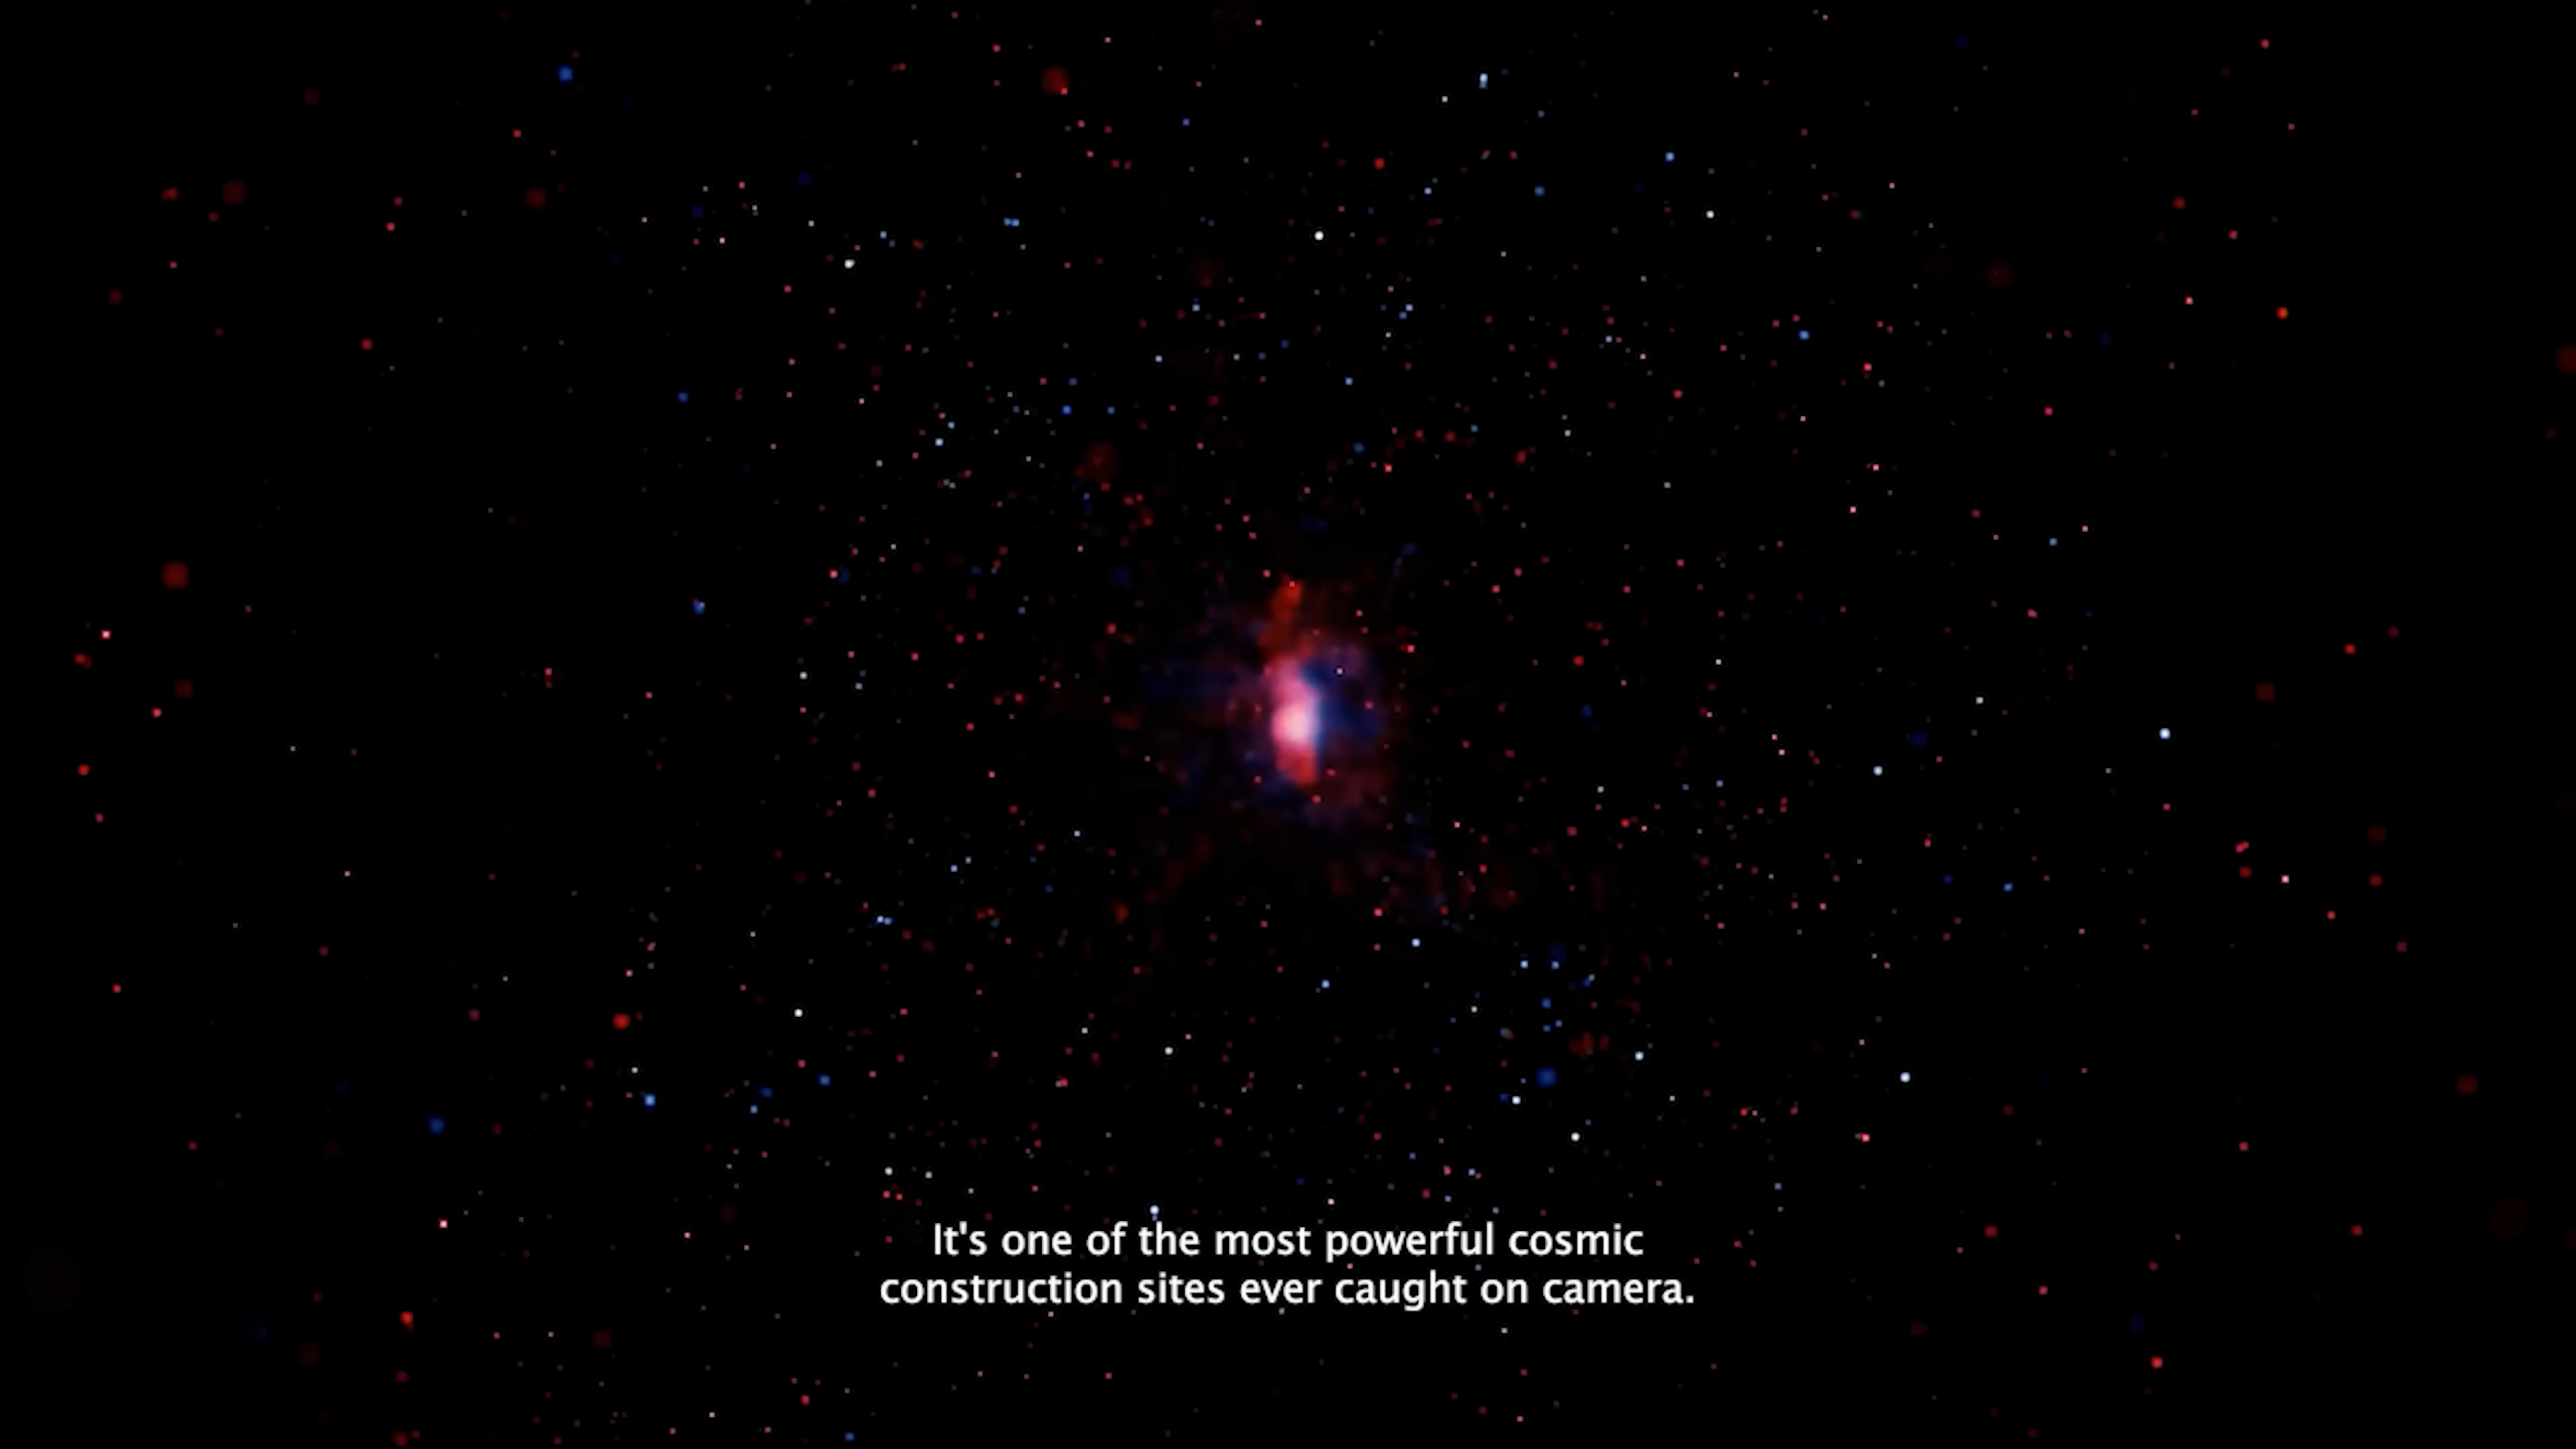 It's one of the most powerful cosmic
construction sites ever caught on camera.